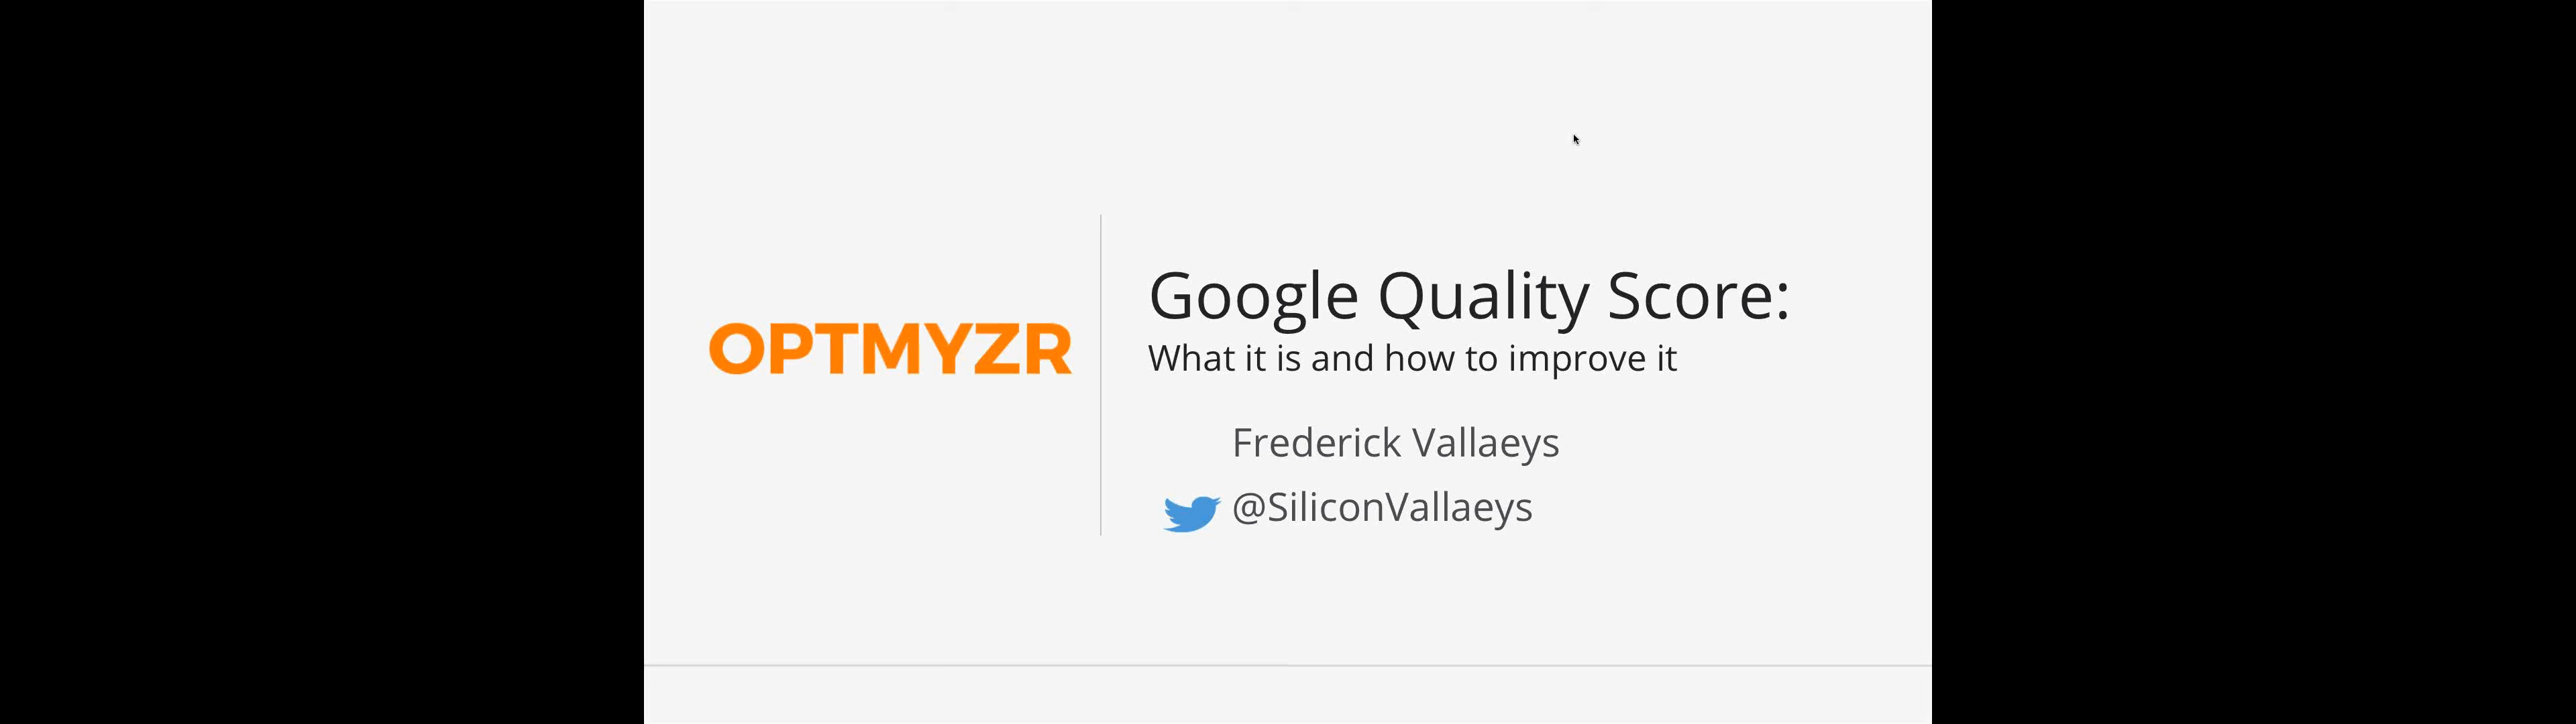 OPTMYZR
Google Quality Score:
What it is and how to improve it
Frederick Vallaeys
@SiliconVallaeys